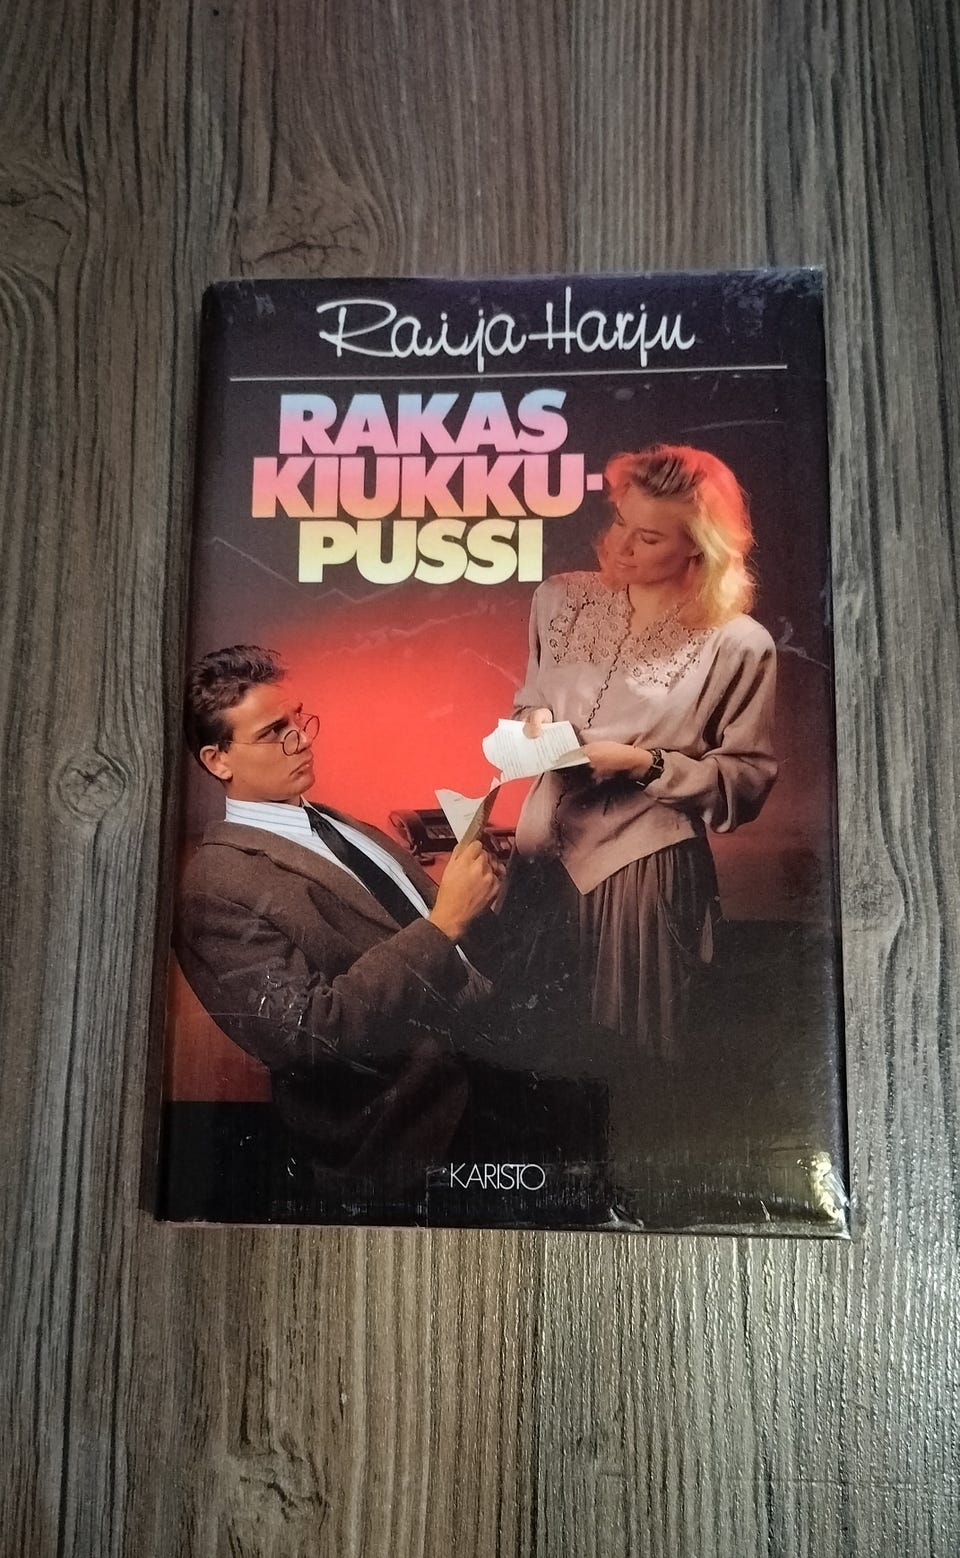 Raija Harju
RAKAS
KIUKKU-
PUSSI
KARISTO